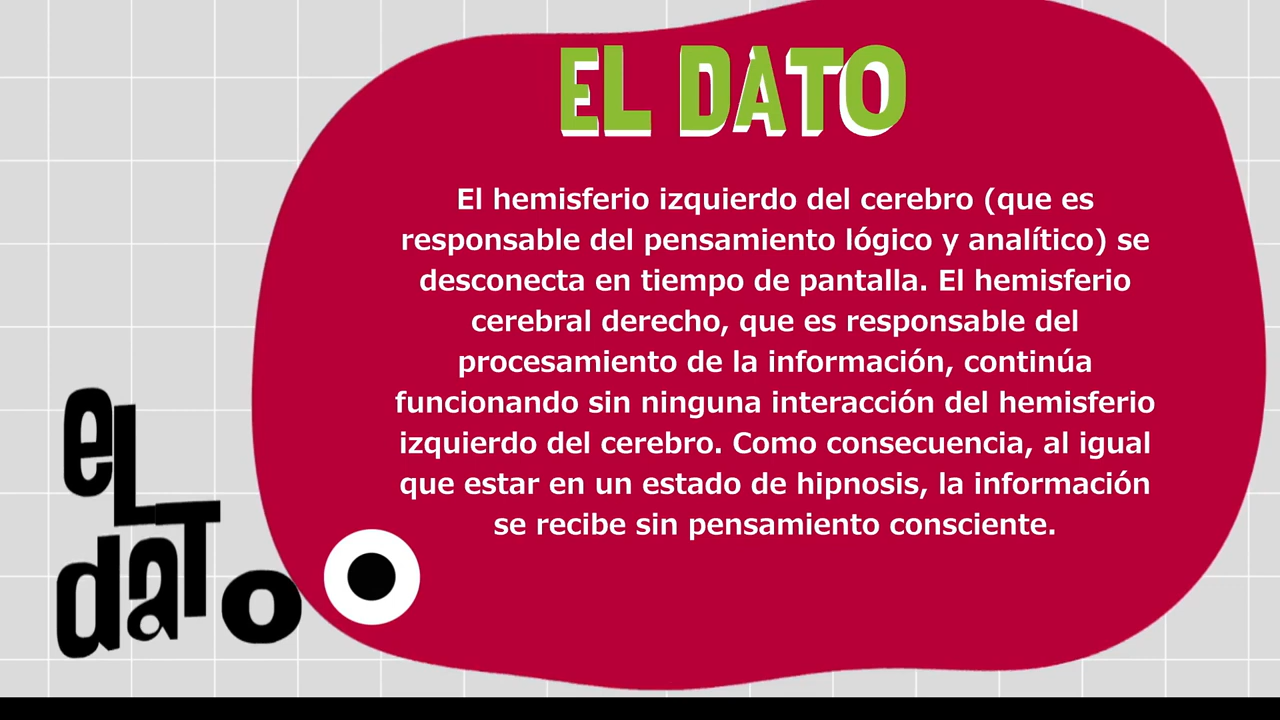 EL DATO
El hemisferio izquierdo del cerebro (que es
responsable del pensamiento lógico y analítico) se
desconecta en tiempo de pantalla. El hemisferio
cerebral derecho, que es responsable del
procesamiento de la información, continúa
funcionando sin ninguna interacción del hemisferio
izquierdo del cerebro. Como consecuencia, al igual
que estar en un estado de hipnosis, la información
se recibe sin pensamiento consciente.
eL
daTo